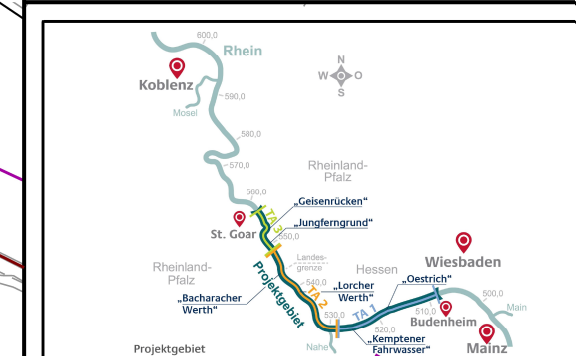 600,0
Rhein
N
W O
S
Koblenz
590,0
Mosel
580,0
570,0
Rheinland-
Pfalz
560,0
„Geisenrücken“
TA 3
„Jungferngrund“
St. Goar
550,0
Landes-
grenze
Wiesbaden
Rheinland-
Pfalz
Hessen
Projektgebiet
540,0
„Lorcher
Werth“
„Oestrich“
TA 2
„Bacharacher
Werth“
500,0
Main
TA 1
510,0
Budenheim
530,0
520,0
„Kemptener
Fahrwasser“
Nahe
Mainz
Projektgebiet